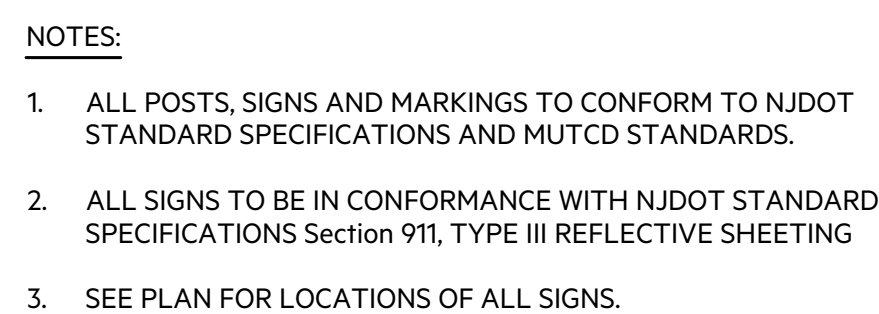 NOTES:
1. ALL POSTS, SIGNS AND MARKINGS TO CONFORM TO NJDOT
STANDARD SPECIFICATIONS AND MUTCD STANDARDS.
2. ALL SIGNS TO BE IN CONFORMANCE WITH NJDOT STANDARD
SPECIFICATIONS Section 911, TYPE III REFLECTIVE SHEETING
3. SEE PLAN FOR LOCATIONS OF ALL SIGNS.